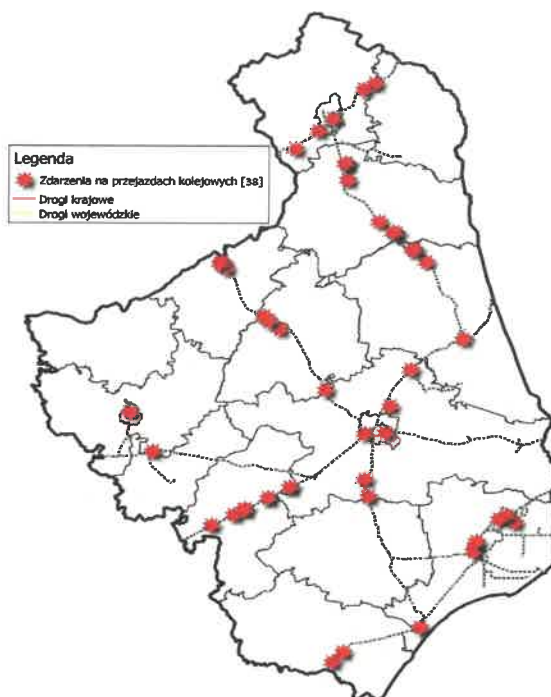 Legenda
Zdarzenia na przejazdach kolejowych [38]
Drogi krajowe
Drogi wojewódzkie